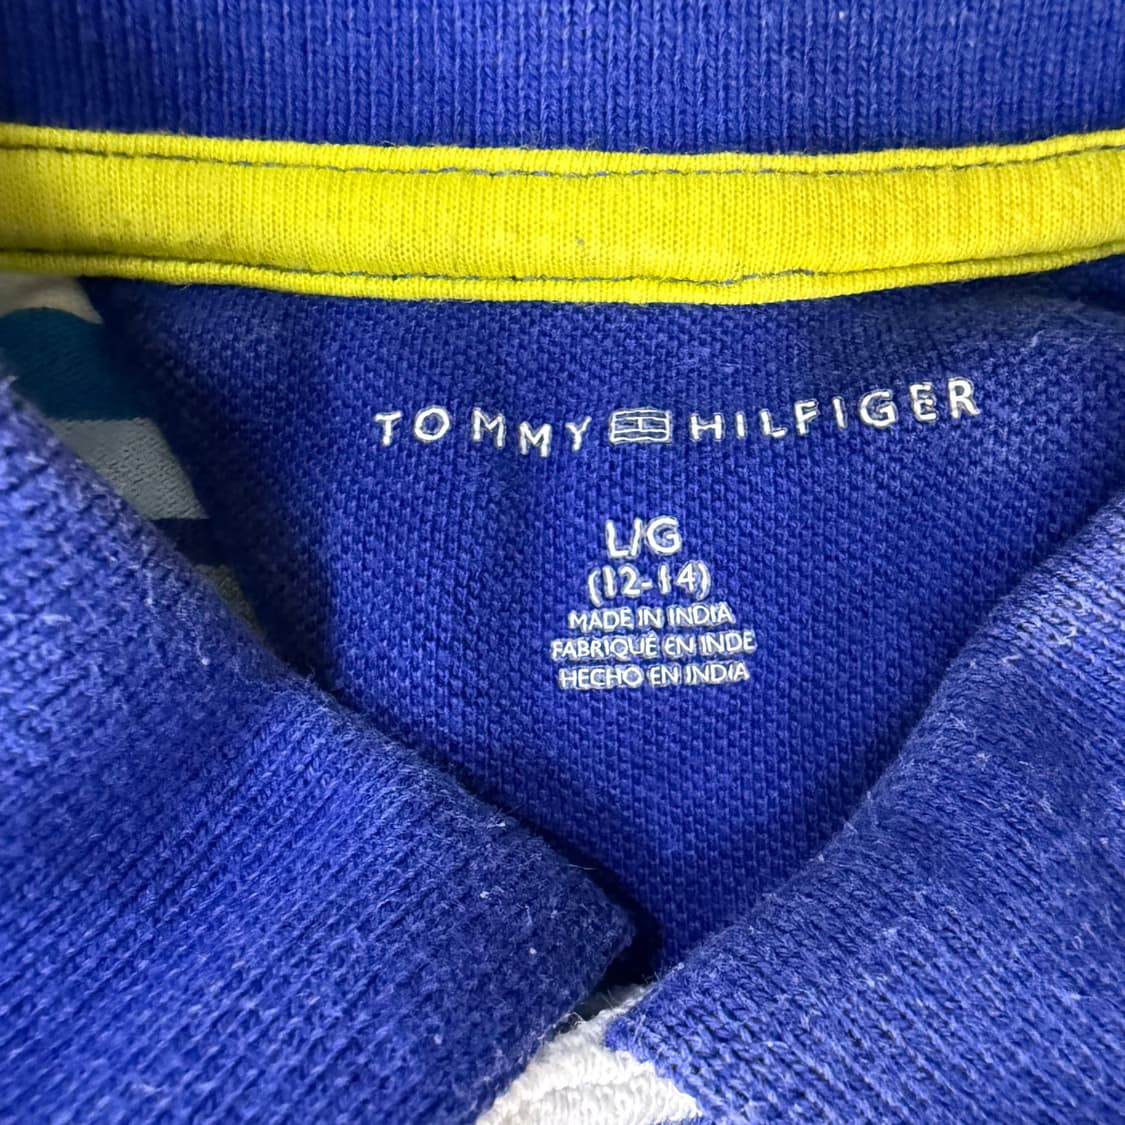 TOMMY HILFIGER
L/G
(12-14)
MADE IN INDIA
FABRIQUÉ EN INDE
HECHO EN INDIA